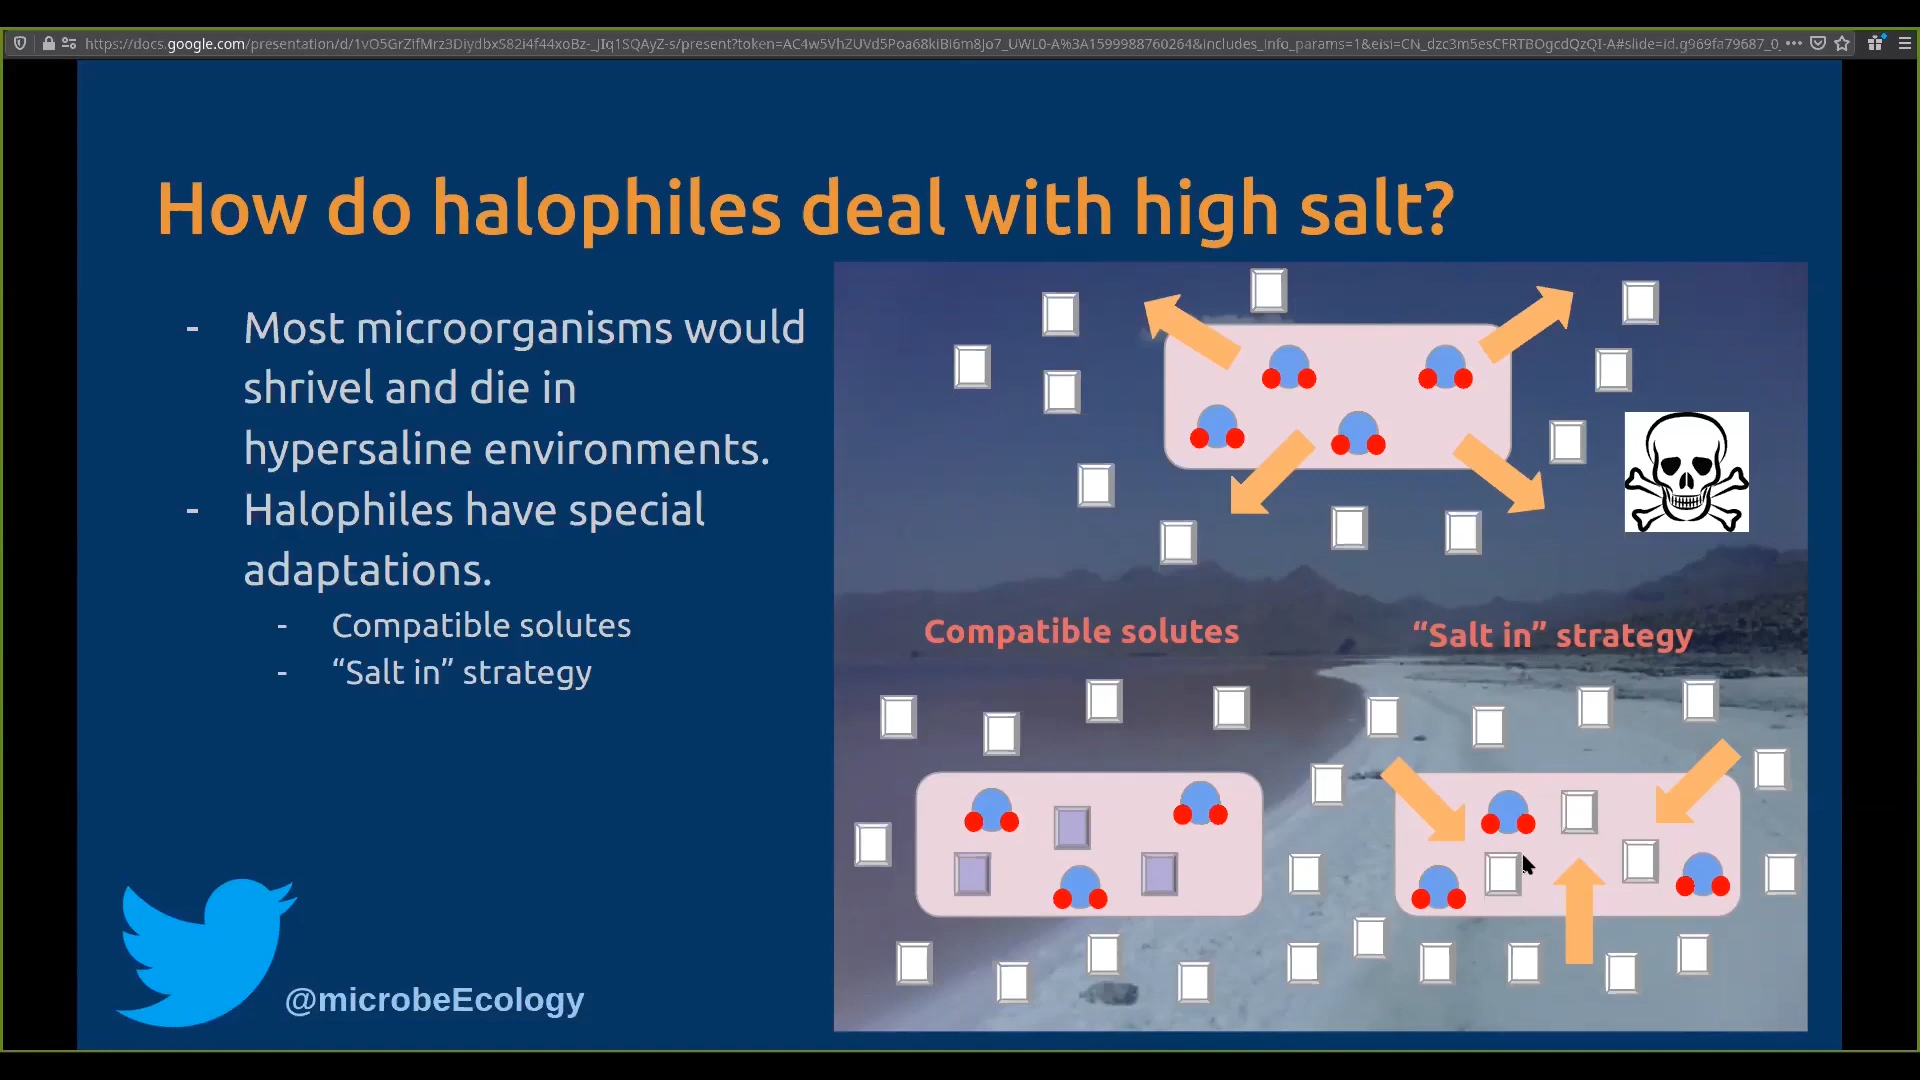 How do halophiles deal with high salt?
- Most microorganisms would
shrivel and die in
hypersaline environments.
- Halophiles have special
adaptations.
- Compatible solutes
- “Salt in” strategy
Compatible solutes
“Salt in” strategy
@microbeEcology